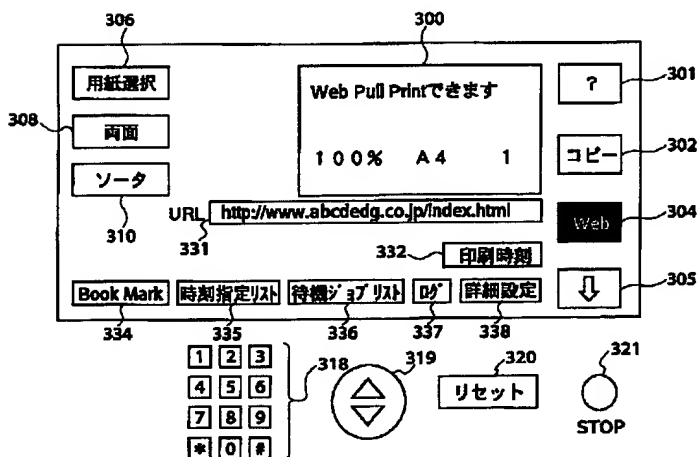 306
300
用紙選択
Web Pull Printできます
?
301
308
両面
302
100% A4 1
コピー
ソータ
310
URL http://www.abcdedg.co.jp/index.html
331
Web
304
332
印刷時刻
Book Mark 時刻指定リスト 待機ジョブリスト ログ 詳細設定
⇩
305
334 335 336 337 338
318 319 320 321
1 2 3
4 5 6
リセット
7 8 9
STOP
* 0 #